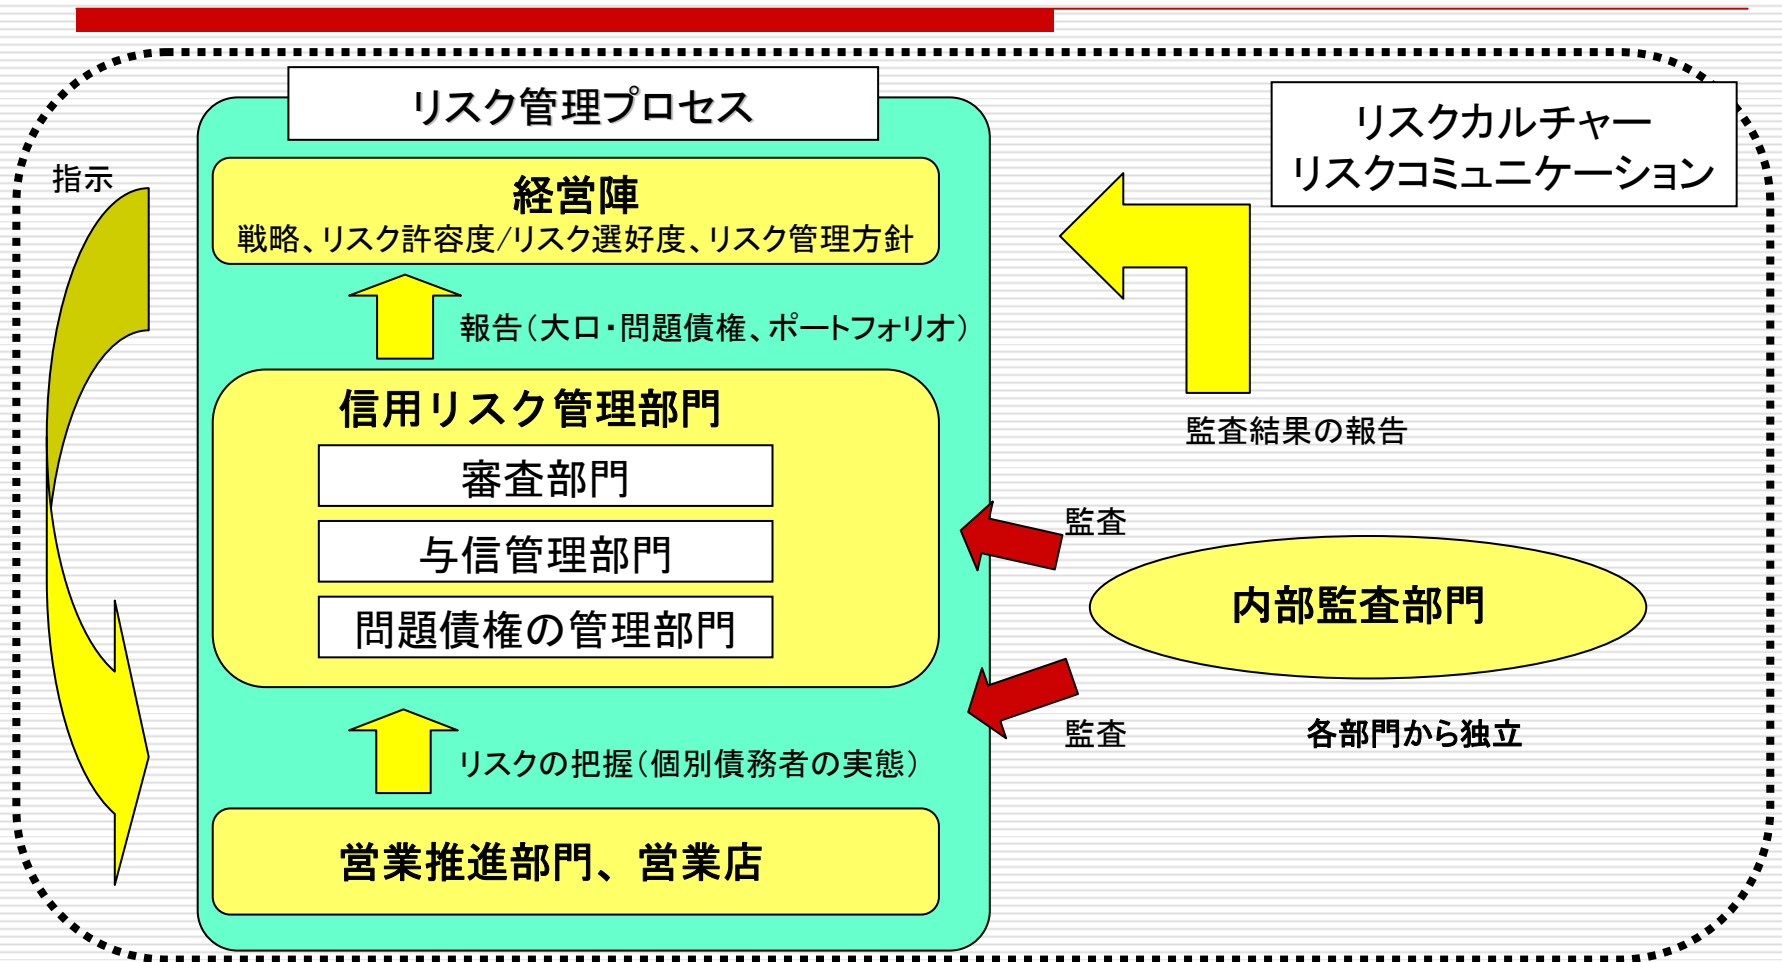 リスク管理プロセス
リスクカルチャー
リスクコミュニケーション
指示
経営陣
戦略、リスク許容度/リスク選好度、リスク管理方針
報告(大口・問題債権、ポートフォリオ)
信用リスク管理部門
審査部門
与信管理部門
問題債権の管理部門
監査結果の報告
監査
内部監査部門
監査
各部門から独立
リスクの把握(個別債務者の実態)
営業推進部門、営業店